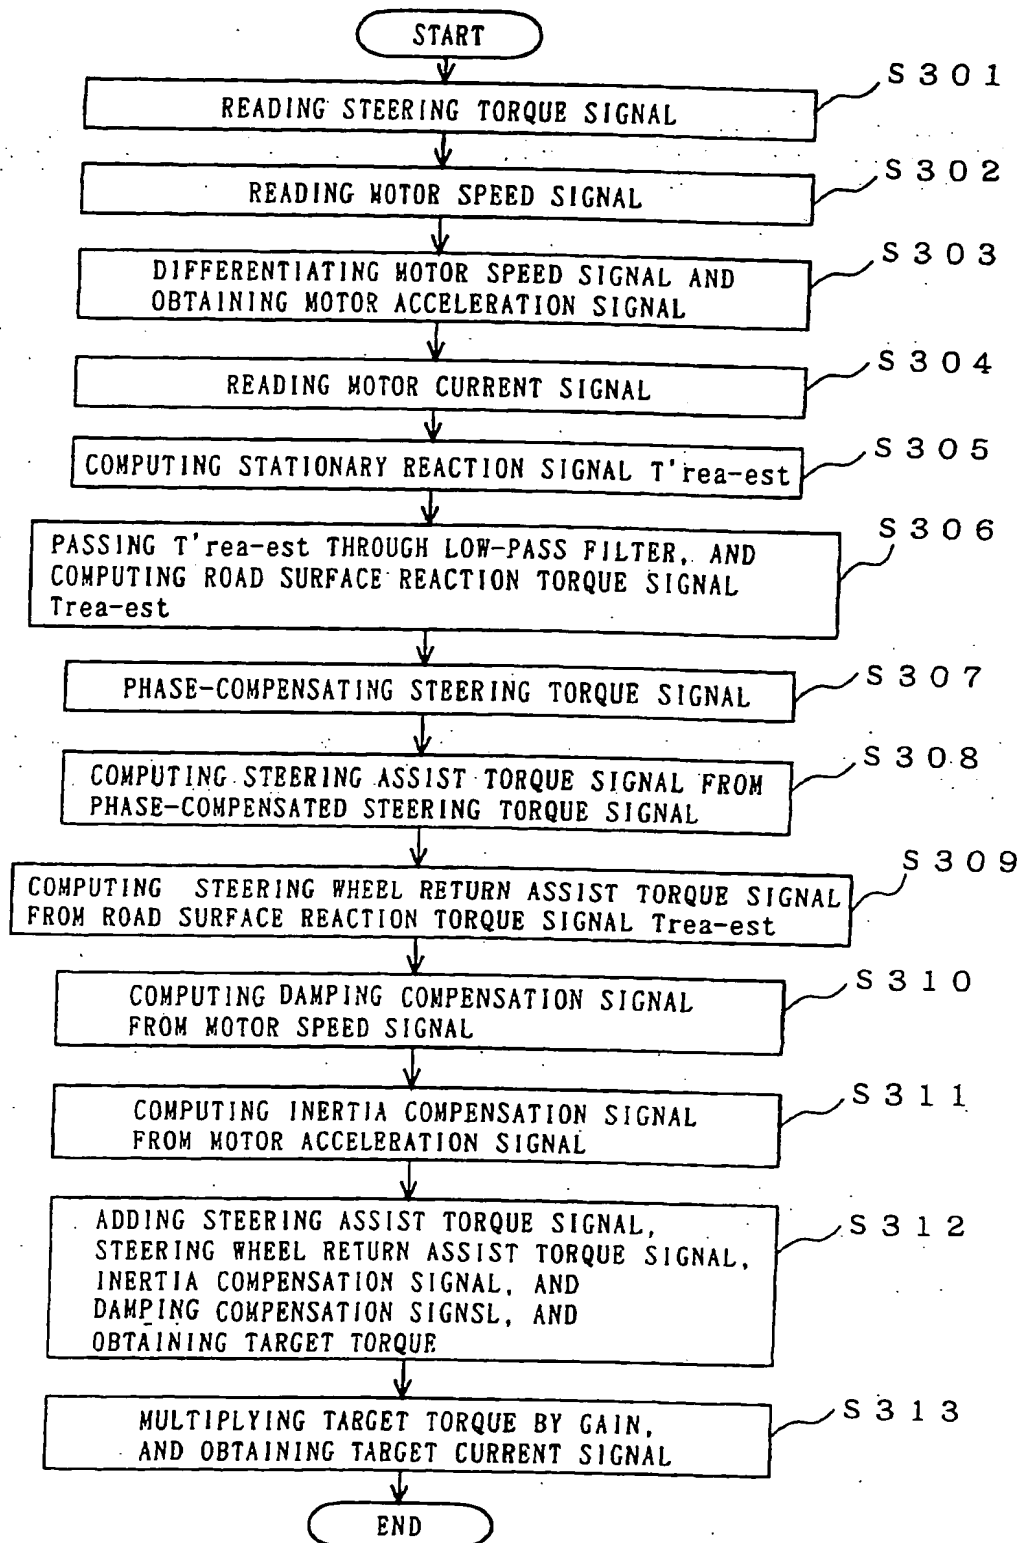 START
S301
READING STEERING TORQUE SIGNAL
S302
READING MOTOR SPEED SIGNAL
S303
DIFFERENTIATING MOTOR SPEED SIGNAL AND
OBTAINING MOTOR ACCELERATION SIGNAL
S304
READING MOTOR CURRENT SIGNAL
S305
COMPUTING STATIONARY REACTION SIGNAL T'rea-est
S306
PASSING T'rea-est THROUGH LOW-PASS FILTER, AND
COMPUTING ROAD SURFACE REACTION TORQUE SIGNAL
Trea-est
S307
PHASE-COMPENSATING STEERING TORQUE SIGNAL
S308
COMPUTING STEERING ASSIST TORQUE SIGNAL FROM
PHASE-COMPENSATED STEERING TORQUE SIGNAL
S309
COMPUTING STEERING WHEEL RETURN ASSIST TORQUE SIGNAL
FROM ROAD SURFACE REACTION TORQUE SIGNAL Trea-est
S310
COMPUTING DAMPING COMPENSATION SIGNAL
FROM MOTOR SPEED SIGNAL
S311
COMPUTING INERTIA COMPENSATION SIGNAL
FROM MOTOR ACCELERATION SIGNAL
S312
ADDING STEERING ASSIST TORQUE SIGNAL,
STEERING WHEEL RETURN ASSIST TORQUE SIGNAL,
INERTIA COMPENSATION SIGNAL, AND
DAMPING COMPENSATION SIGNSL, AND
OBTAINING TARGET TORQUE
S313
MULTIPLYING TARGET TORQUE BY GAIN,
AND OBTAINING TARGET CURRENT SIGNAL
END